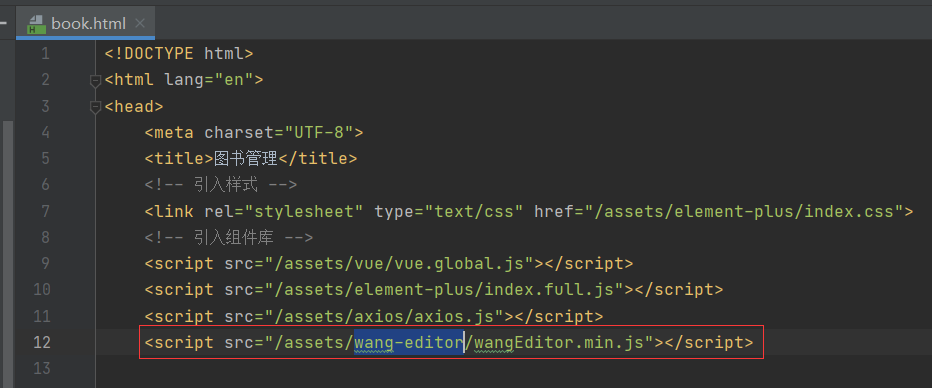 book.html
1 <!DOCTYPE html>
2 <html lang="en">
3 <head>
4 <meta charset="UTF-8">
5 <title>图书管理</title>
6 <!-- 引入样式 -->
7 <link rel="stylesheet" type="text/css" href="/assets/element-plus/index.css">
8 <!-- 引入组件库 -->
9 <script src="/assets/vue/vue.global.js"></script>
10 <script src="/assets/element-plus/index.full.js"></script>
11 <script src="/assets/axios/axios.js"></script>
12 <script src="/assets/wang-editor/wangEditor.min.js"></script>
13